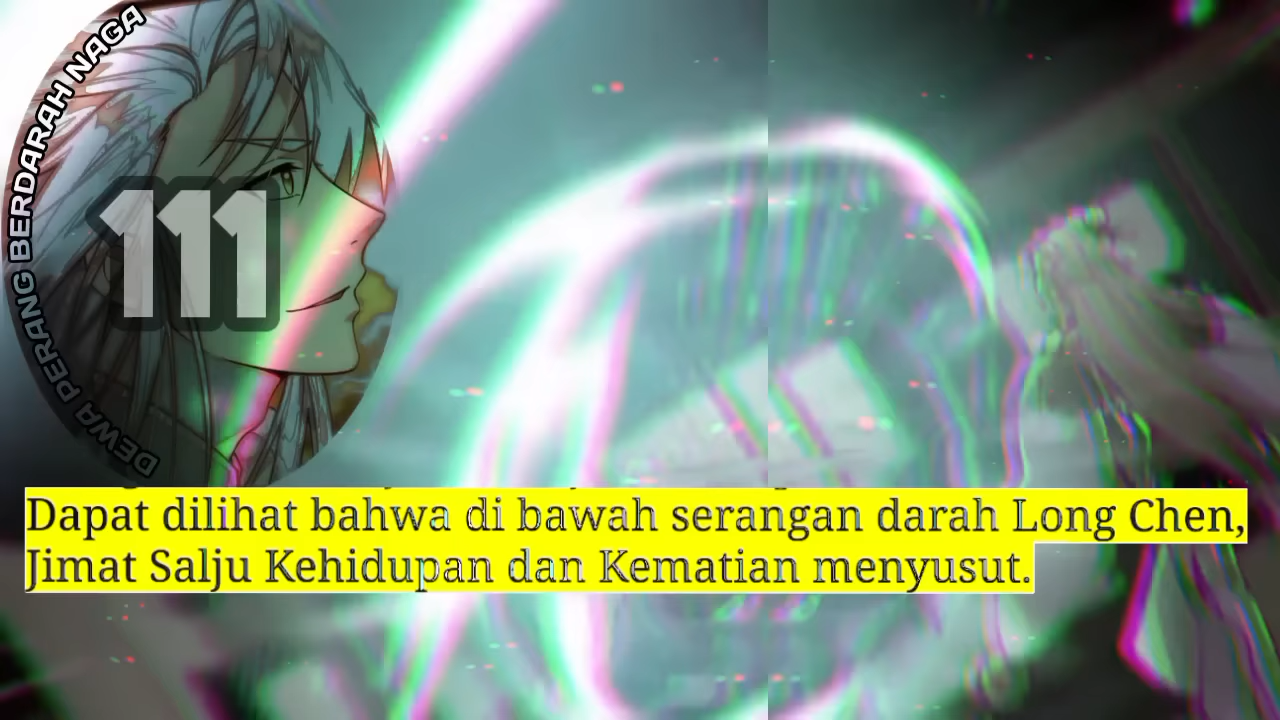 DEWA PERANG BERDARAH NAGA
111
Dapat dilihat bahwa di bawah serangan darah Long Chen,
Jimat Salju Kehidupan dan Kematian menyusut.